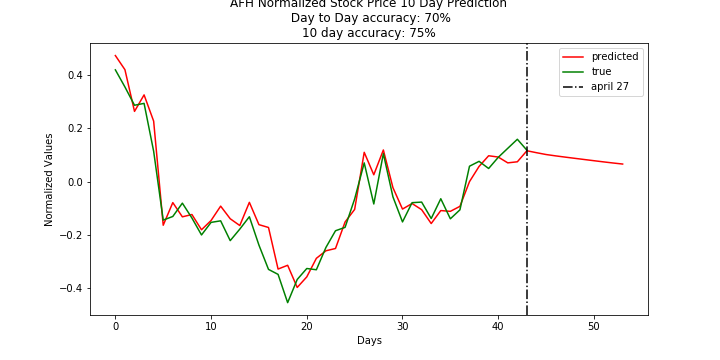 AFH Normalized Stock Price 10 Day Prediction
Day to Day accuracy: 70%
10 day accuracy: 75%
predicted
true
april 27
Normalized Values
0.4
0.2
0.0
−0.2
−0.4
0 10 20 30 40 50
Days